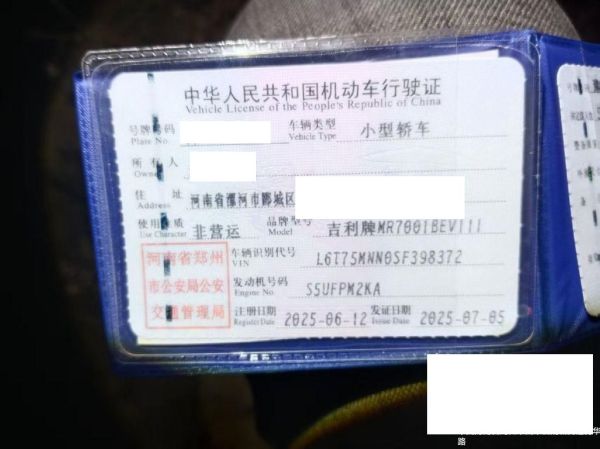 中华人民共和国机动车行驶证
Vehicle License of the People's Republic of China
号牌号码
Plate No.
车辆类型 小型轿车
Vehicle Type
所有人
Owner
住址 河南省漯河市郾城区
Address
使用性质 非营运
Use Character
品牌型号 吉利牌MR7001BEV111
Model
河南省郑州
市公安局公安
交通管理局
车辆识别代号 L6T75MNN0SF398372
VIN
发动机号码 S5UFPM2KA
Engine No.
注册日期 2025-06-12
Register Date
发证日期 2025-07-05
Issue Date
华
路